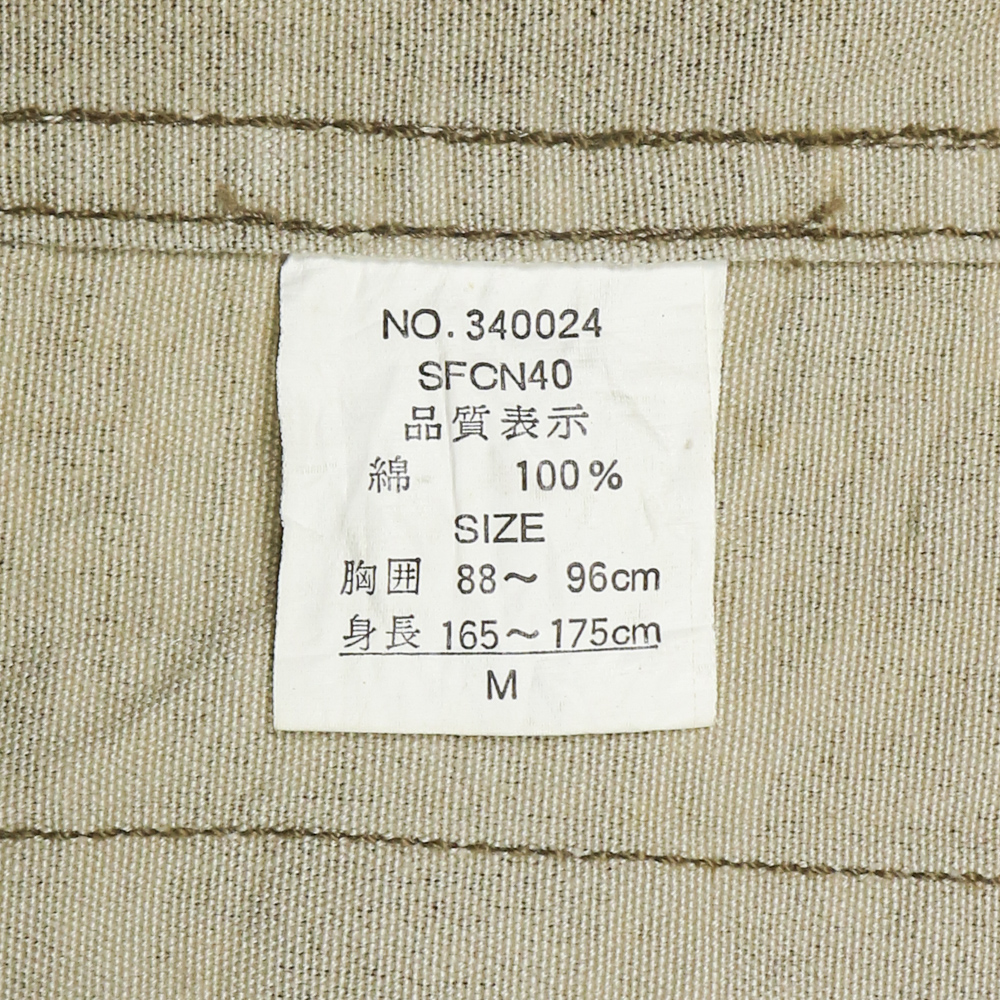 NO. 340024
SFCN40
品質表示
綿 100%
SIZE
胸囲 88～ 96cm
身長 165～175cm
M